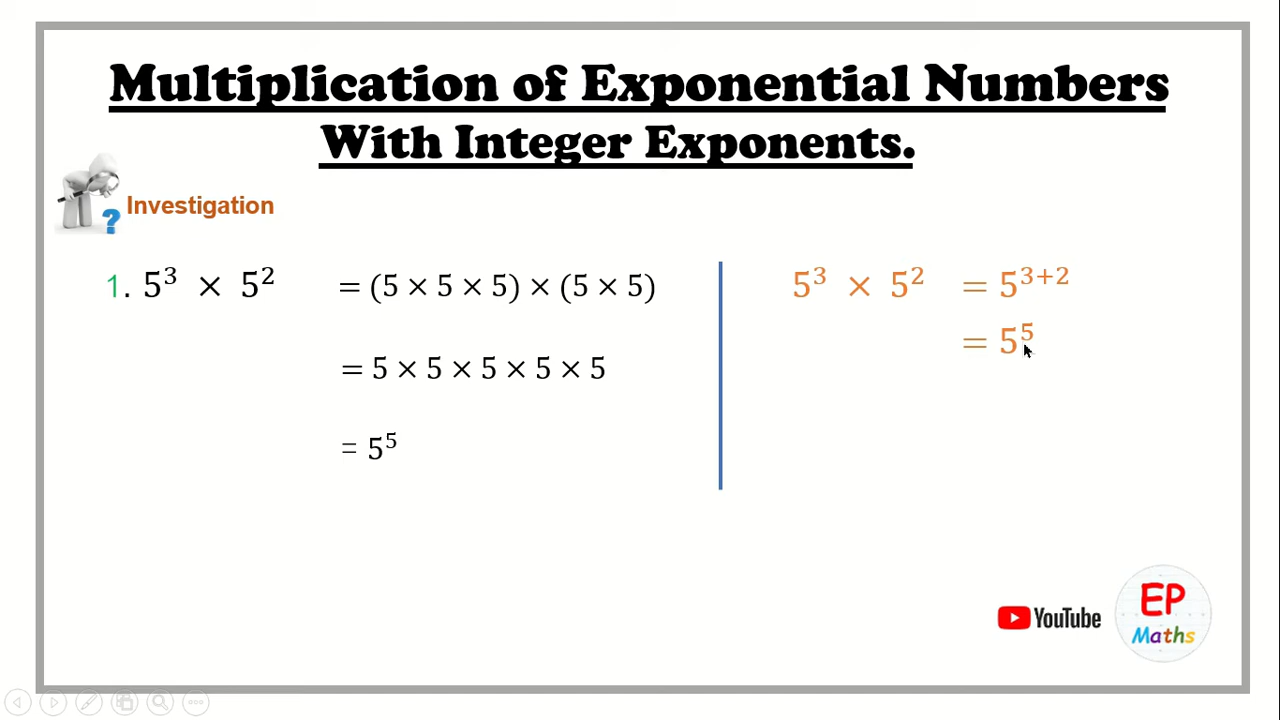 Multiplication of Exponential Numbers
With Integer Exponents.
? Investigation
1. 5³ × 5² = (5 × 5 × 5) × (5 × 5)
= 5 × 5 × 5 × 5 × 5
= 5⁵
5³ × 5² = 5³⁺²
= 5⁵
YouTube
EP
Maths